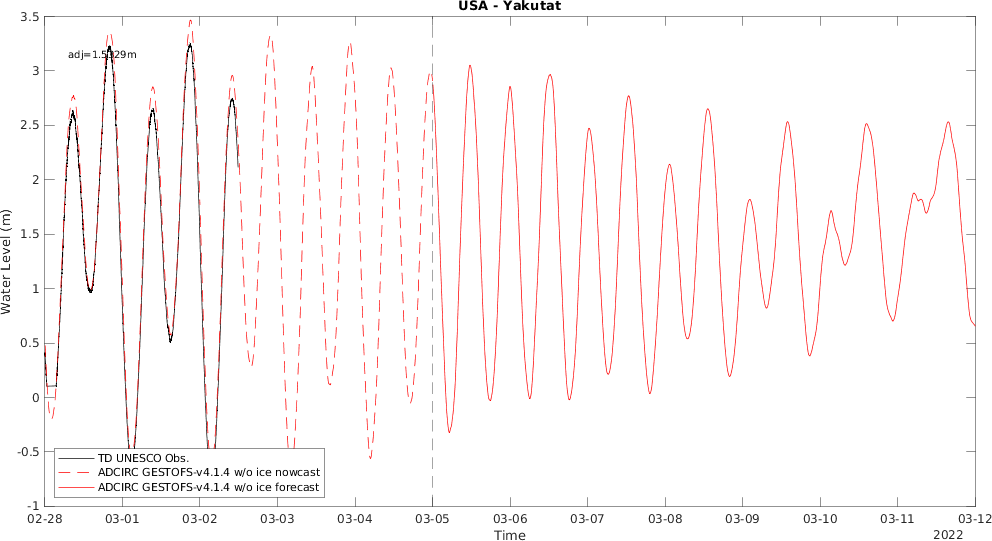 USA - Yakutat
3.5
adj=1.5329m
3
2.5
2
1.5
1
0.5
0
-0.5
-1
Water Level (m)
TD UNESCO Obs.
ADCIRC GESTOFS-v4.1.4 w/o ice nowcast
ADCIRC GESTOFS-v4.1.4 w/o ice forecast
02-28 03-01 03-02 03-03 03-04 03-05 03-06 03-07 03-08 03-09 03-10 03-11 03-12
Time
2022